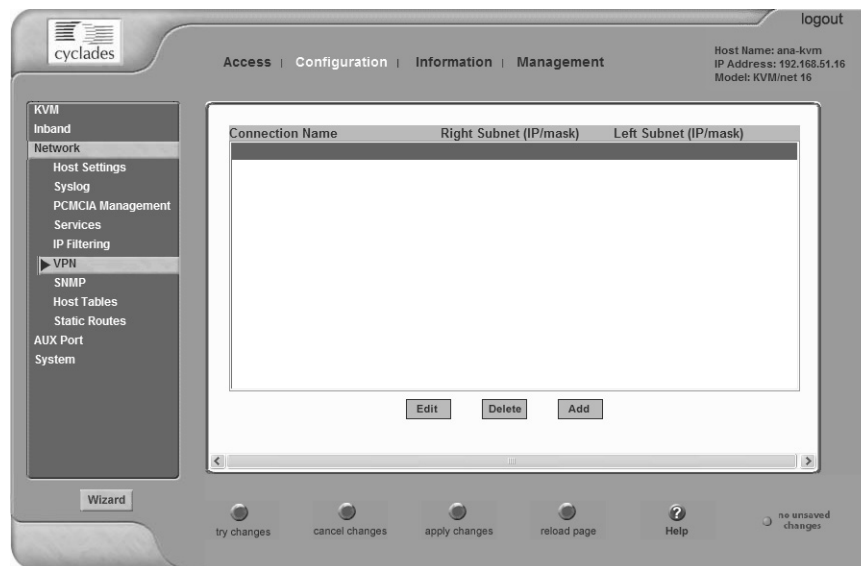 logout
cyclades
Access | Configuration | Information | Management
Host Name: ana-kvm
IP Address: 192.168.51.16
Model: KVM/net 16
KVM
Inband
Network
Host Settings
Syslog
PCMCIA Management
Services
IP Filtering
VPN
SNMP
Host Tables
Static Routes
AUX Port
System
Connection Name Right Subnet (IP/mask) Left Subnet (IP/mask)
Edit Delete Add
Wizard
try changes cancel changes apply changes reload page Help
no unsaved
changes